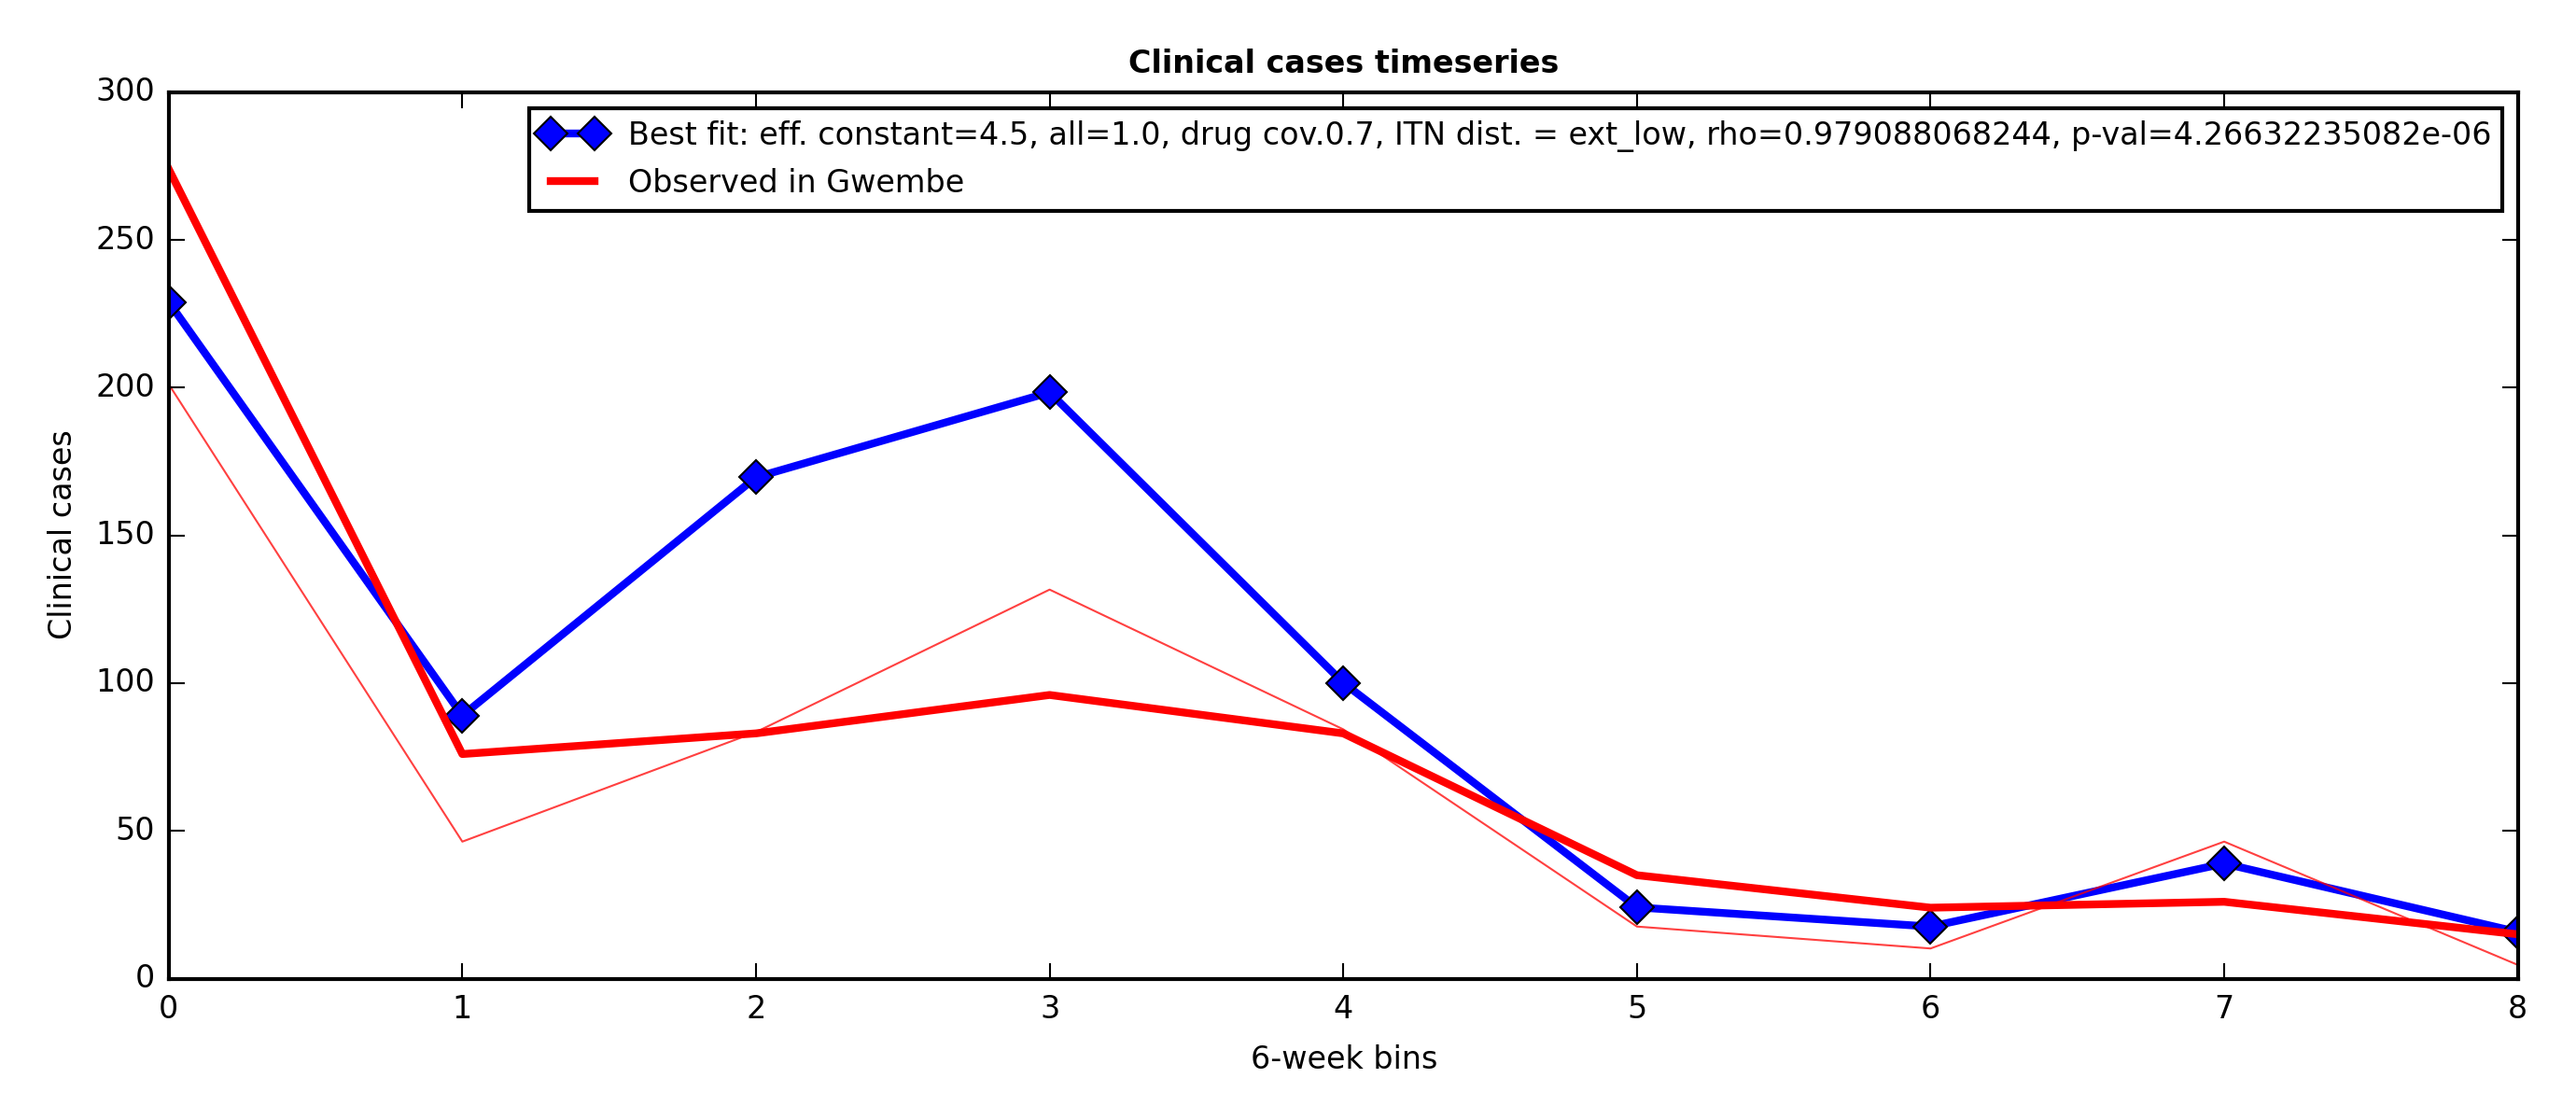 Clinical cases timeseries
Best fit: eff. constant=4.5, all=1.0, drug cov.0.7, ITN dist. = ext_low, rho=0.979088068244, p-val=4.26632235082e-06
Observed in Gwembe
300
250
200
150
100
50
0
Clinical cases
0 1 2 3 4 5 6 7 8
6-week bins